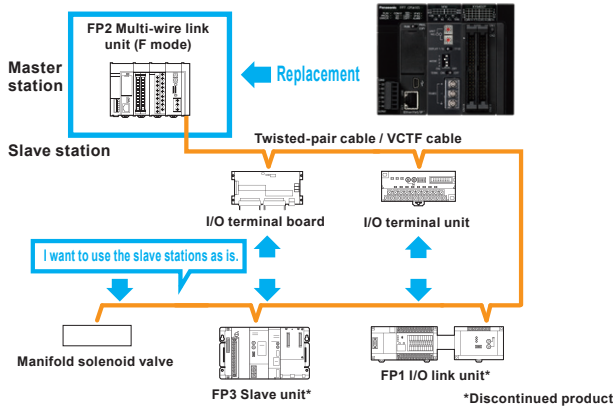 FP2 Multi-wire link
unit (F mode)
Master
station
Replacement
Panasonic
Slave station
Twisted-pair cable / VCTF cable
I/O terminal board
I/O terminal unit
I want to use the slave stations as is.
Manifold solenoid valve
FP3 Slave unit*
FP1 I/O link unit*
*Discontinued product